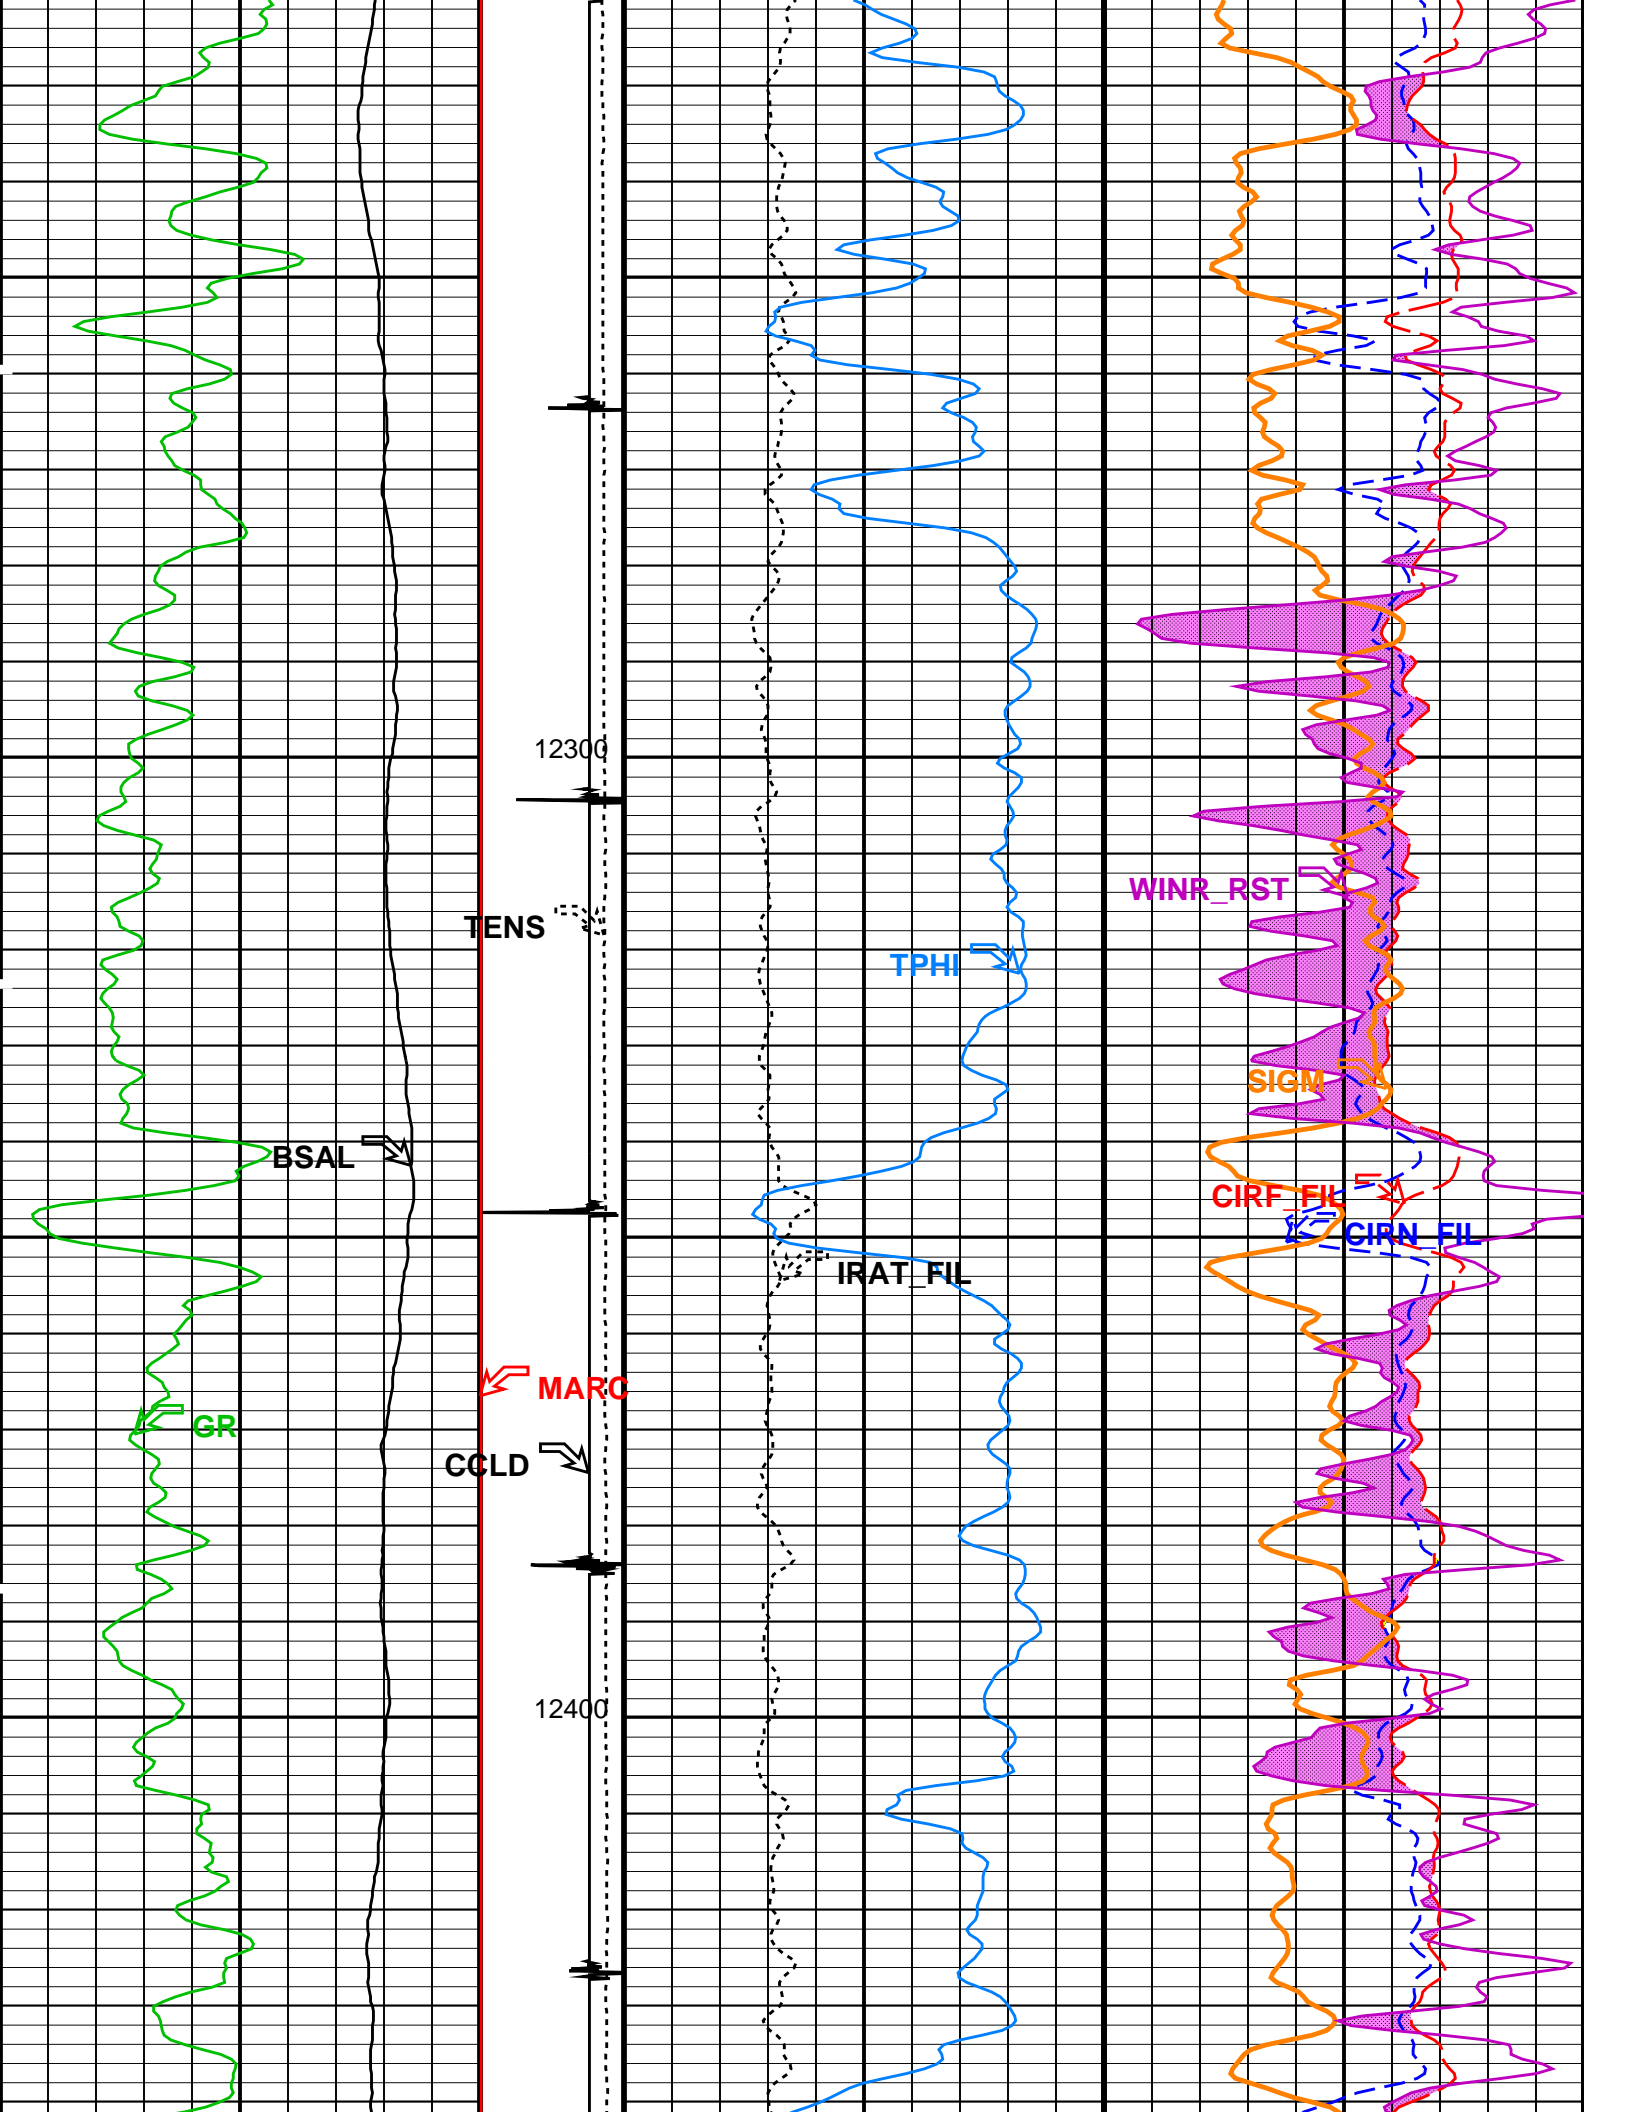 12300
WINR_RST
TENS
TPHI
SIGM
BSAL
CIRF_FIL
CIRN_FIL
IRAT_FIL
MARC
GR
CCLD
12400